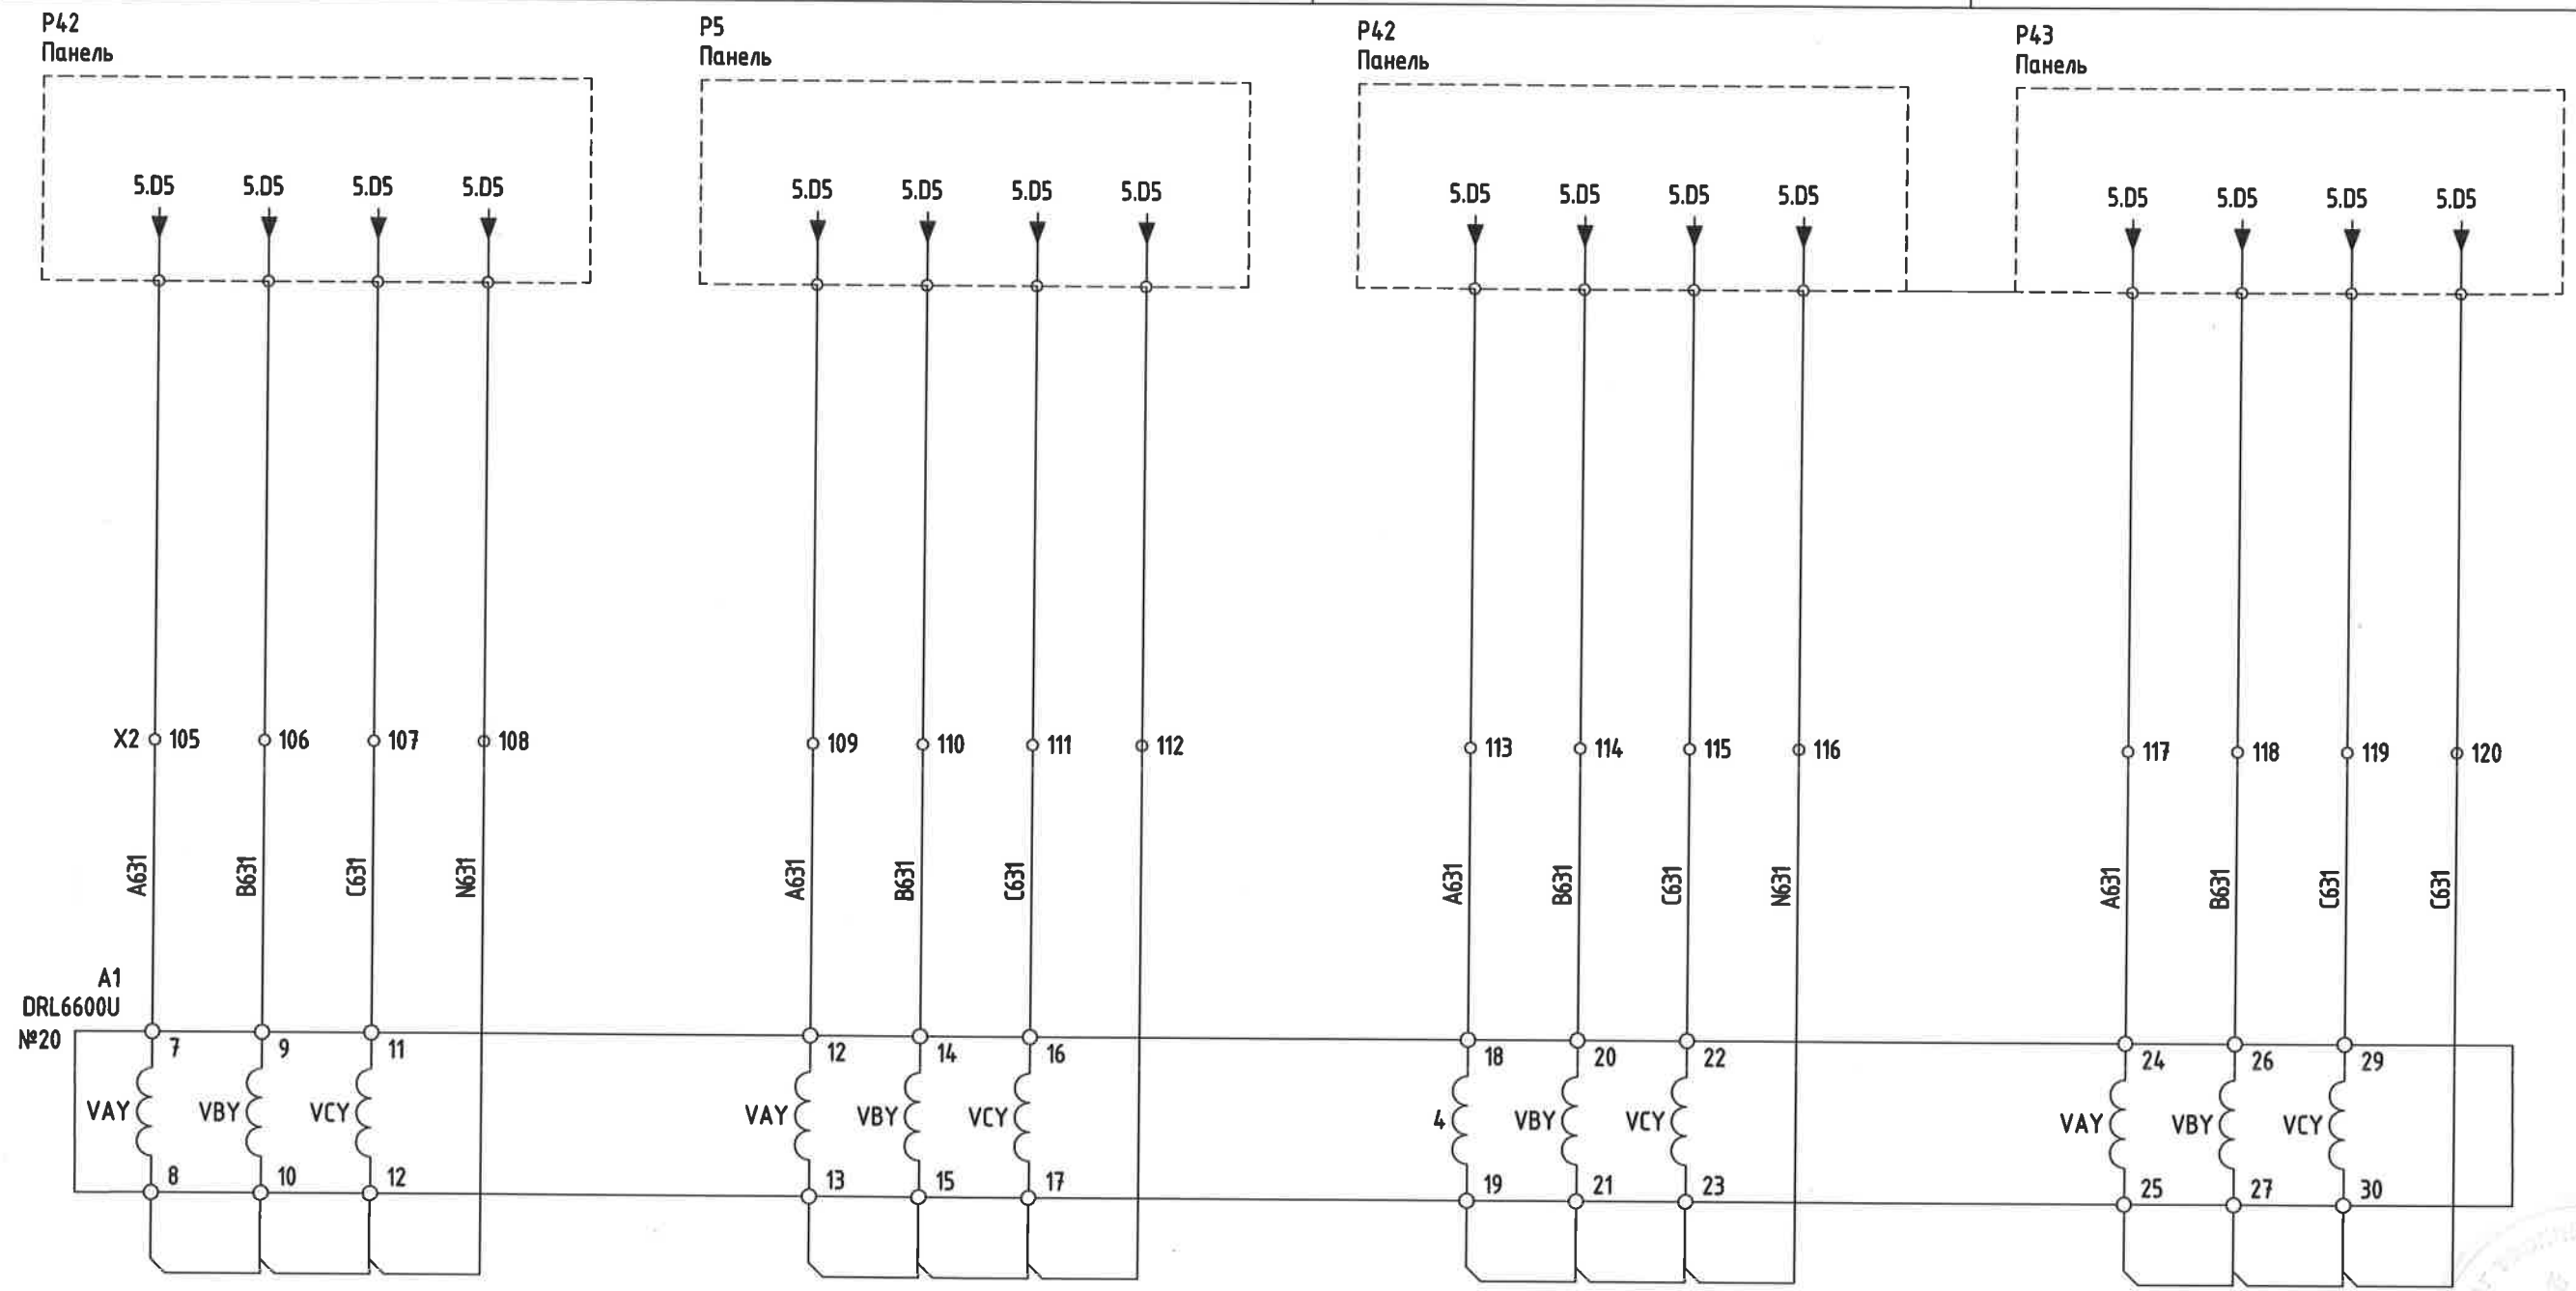 P42
Панель
P5
Панель
P42
Панель
P43
Панель
5.D5 5.D5 5.D5 5.D5
5.D5 5.D5 5.D5 5.D5
5.D5 5.D5 5.D5 5.D5
5.D5 5.D5 5.D5 5.D5
X2 105 106 107 108
109 110 111 112
113 114 115 116
117 118 119 120
A631 B631 C631 N631
A631 B631 C631
A631 B631 C631 N631
A631 B631 C631 C631
A1
DRL6600U
№20
7 9 11
12 14 16
18 20 22
24 26 29
VAY VBY VCY
VAY VBY VCY
4 VBY VCY
VAY VBY VCY
8 10 12
13 15 17
19 21 23
25 27 30